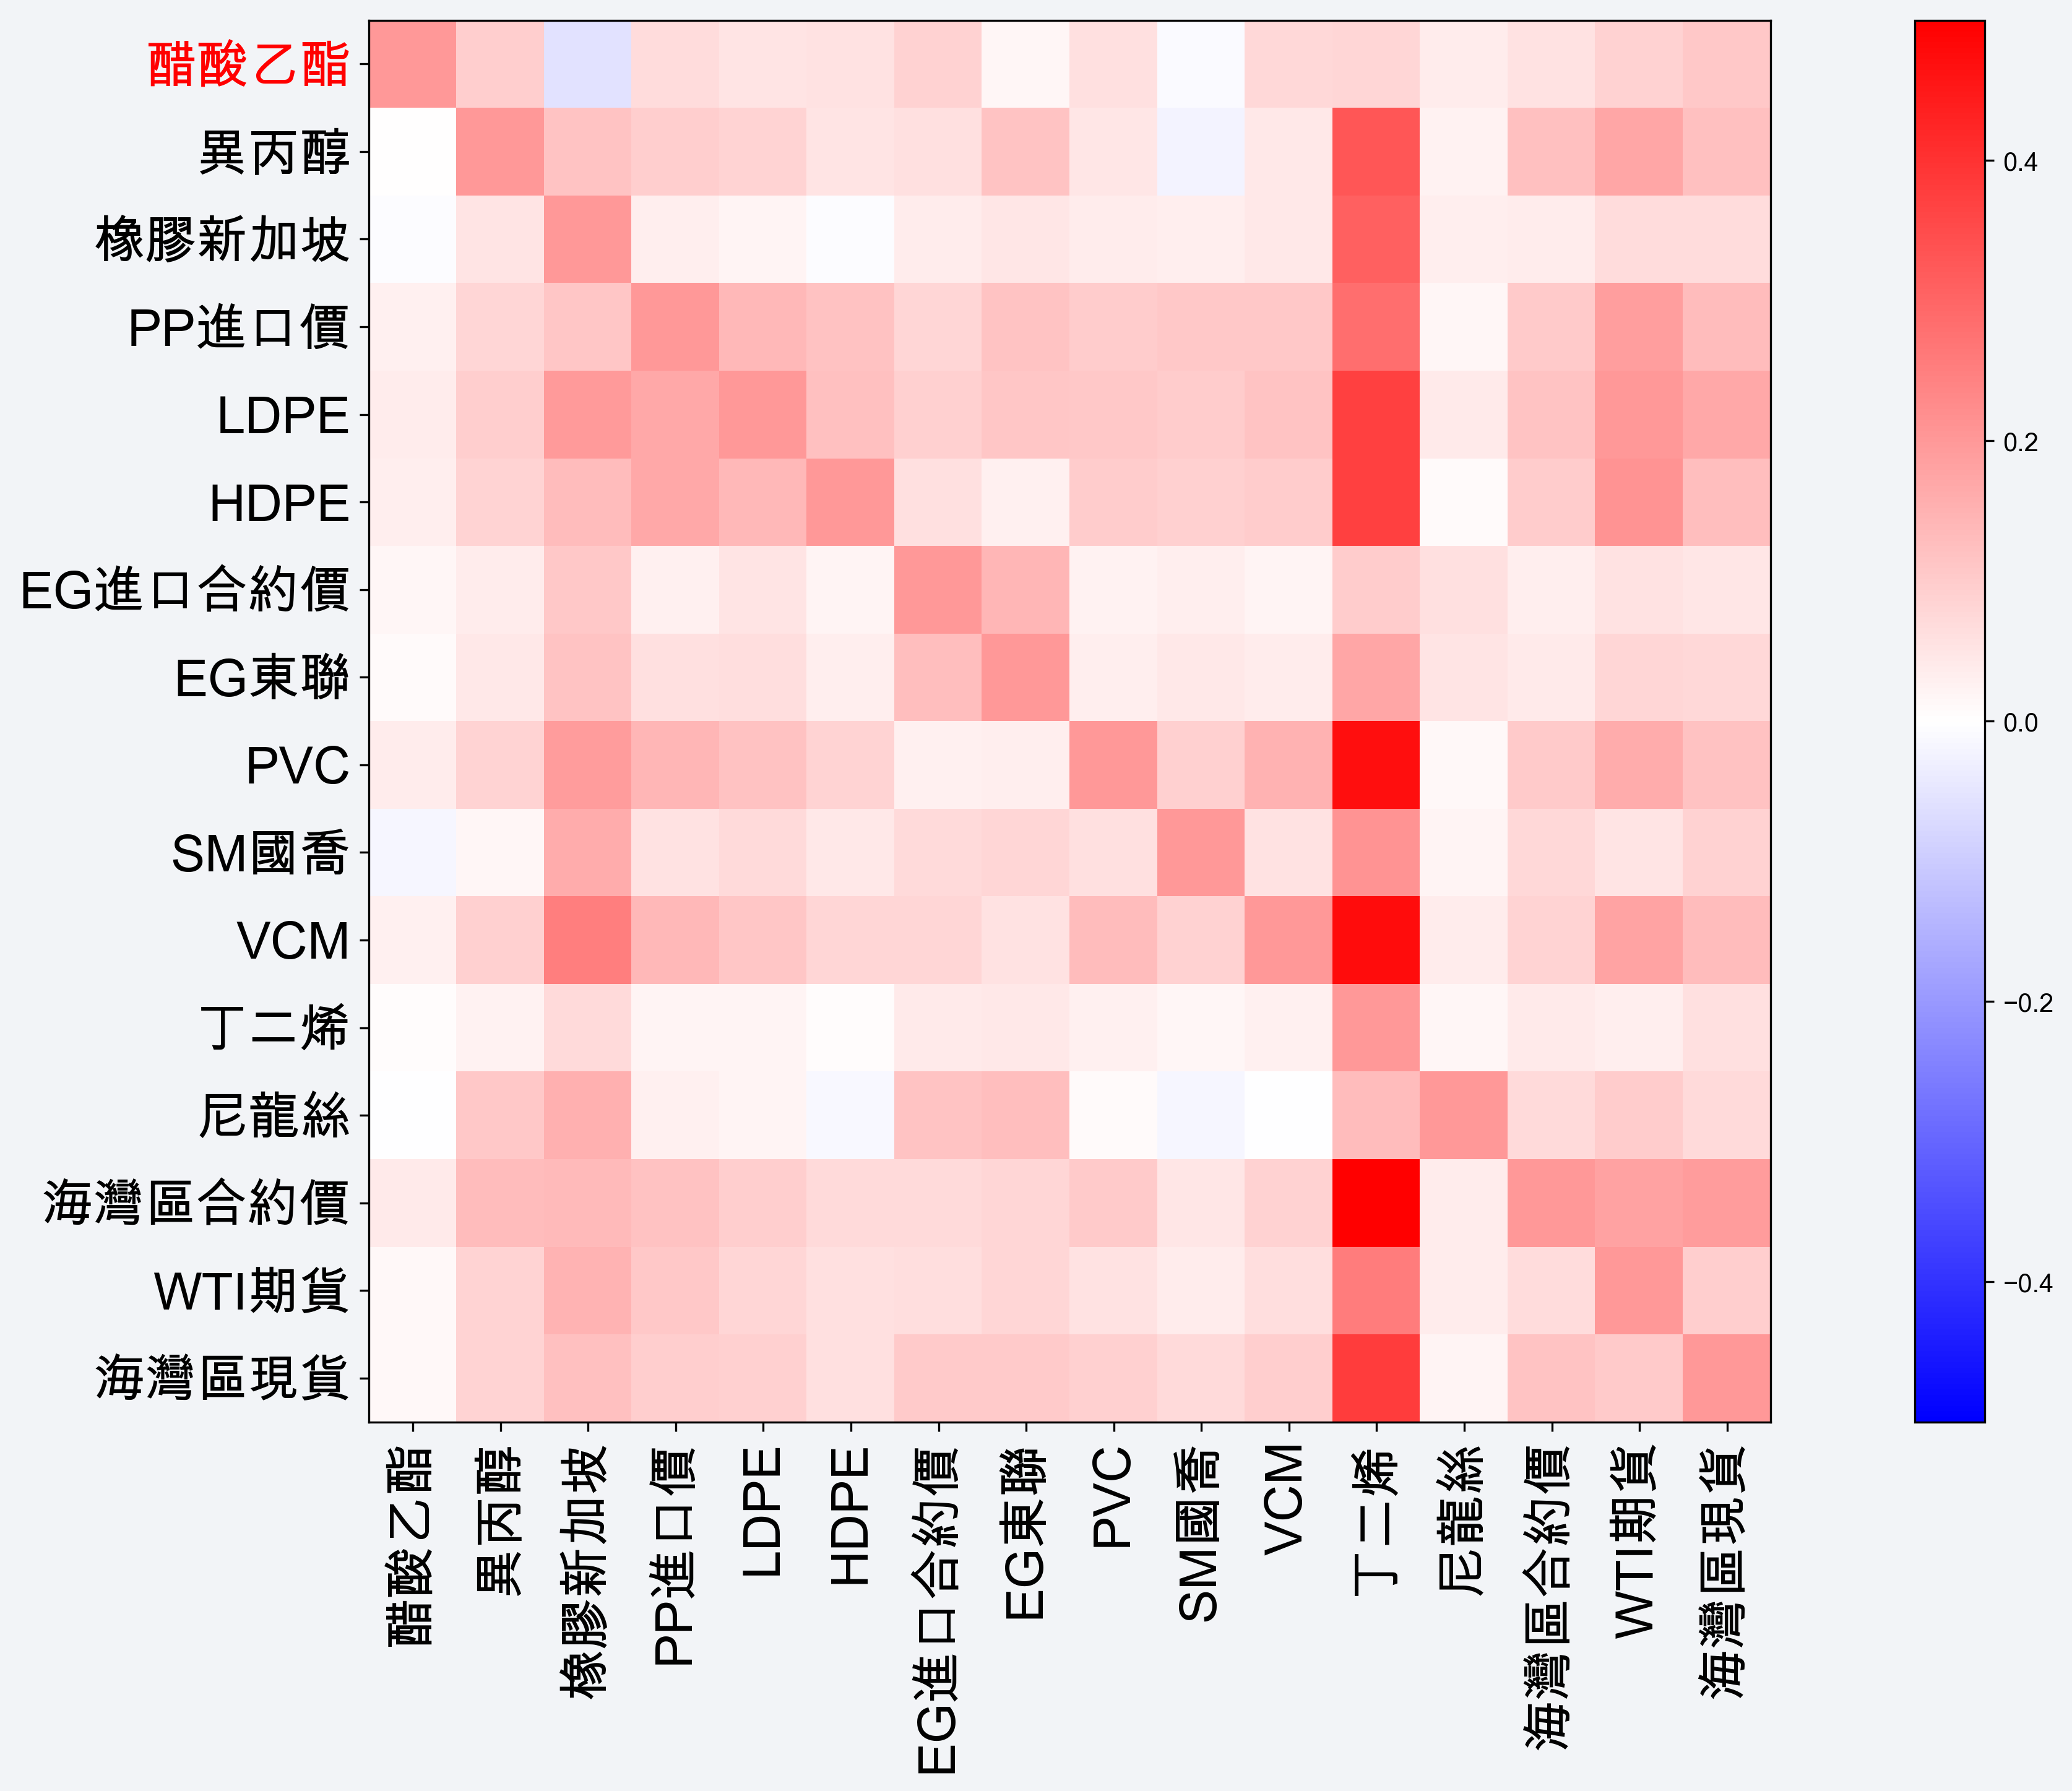 醋酸乙酯
異丙醇
橡膠新加坡
PP進口價
LDPE
HDPE
EG進口合約價
EG東聯
PVC
SM國喬
VCM
丁二烯
尼龍絲
海灣區合約價
WTI期貨
海灣區現貨
醋酸乙酯
異丙醇
橡膠新加坡
PP進口價
LDPE
HDPE
EG進口合約價
EG東聯
PVC
SM國喬
VCM
丁二烯
尼龍絲
海灣區合約價
WTI期貨
海灣區現貨
0.4
0.2
0.0
−0.2
−0.4